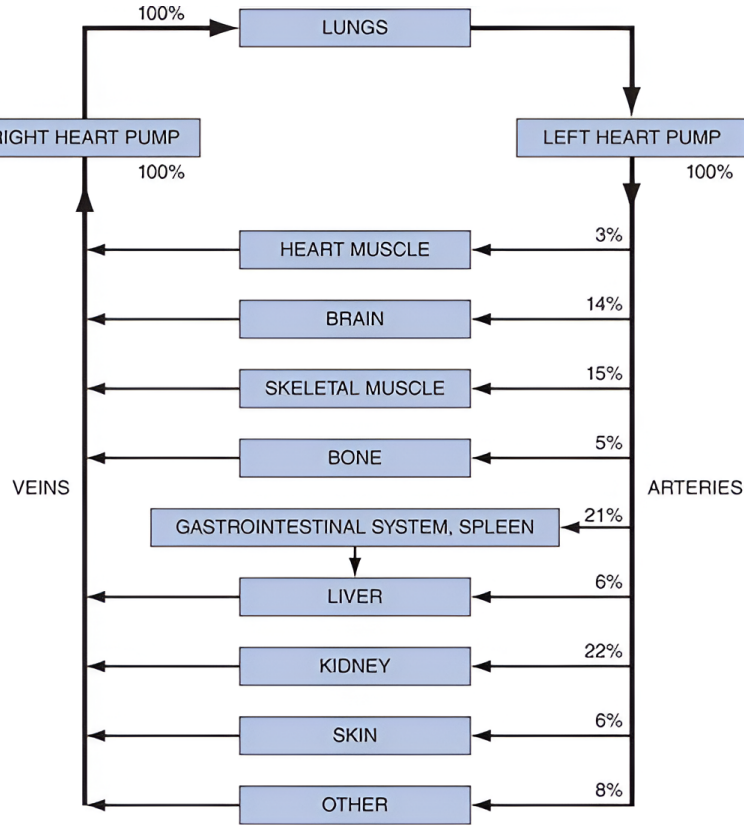 100%
LUNGS
RIGHT HEART PUMP
LEFT HEART PUMP
100%
100%
3%
HEART MUSCLE
14%
BRAIN
15%
SKELETAL MUSCLE
5%
BONE
VEINS
ARTERIES
21%
GASTROINTESTINAL SYSTEM, SPLEEN
6%
LIVER
22%
KIDNEY
6%
SKIN
8%
OTHER